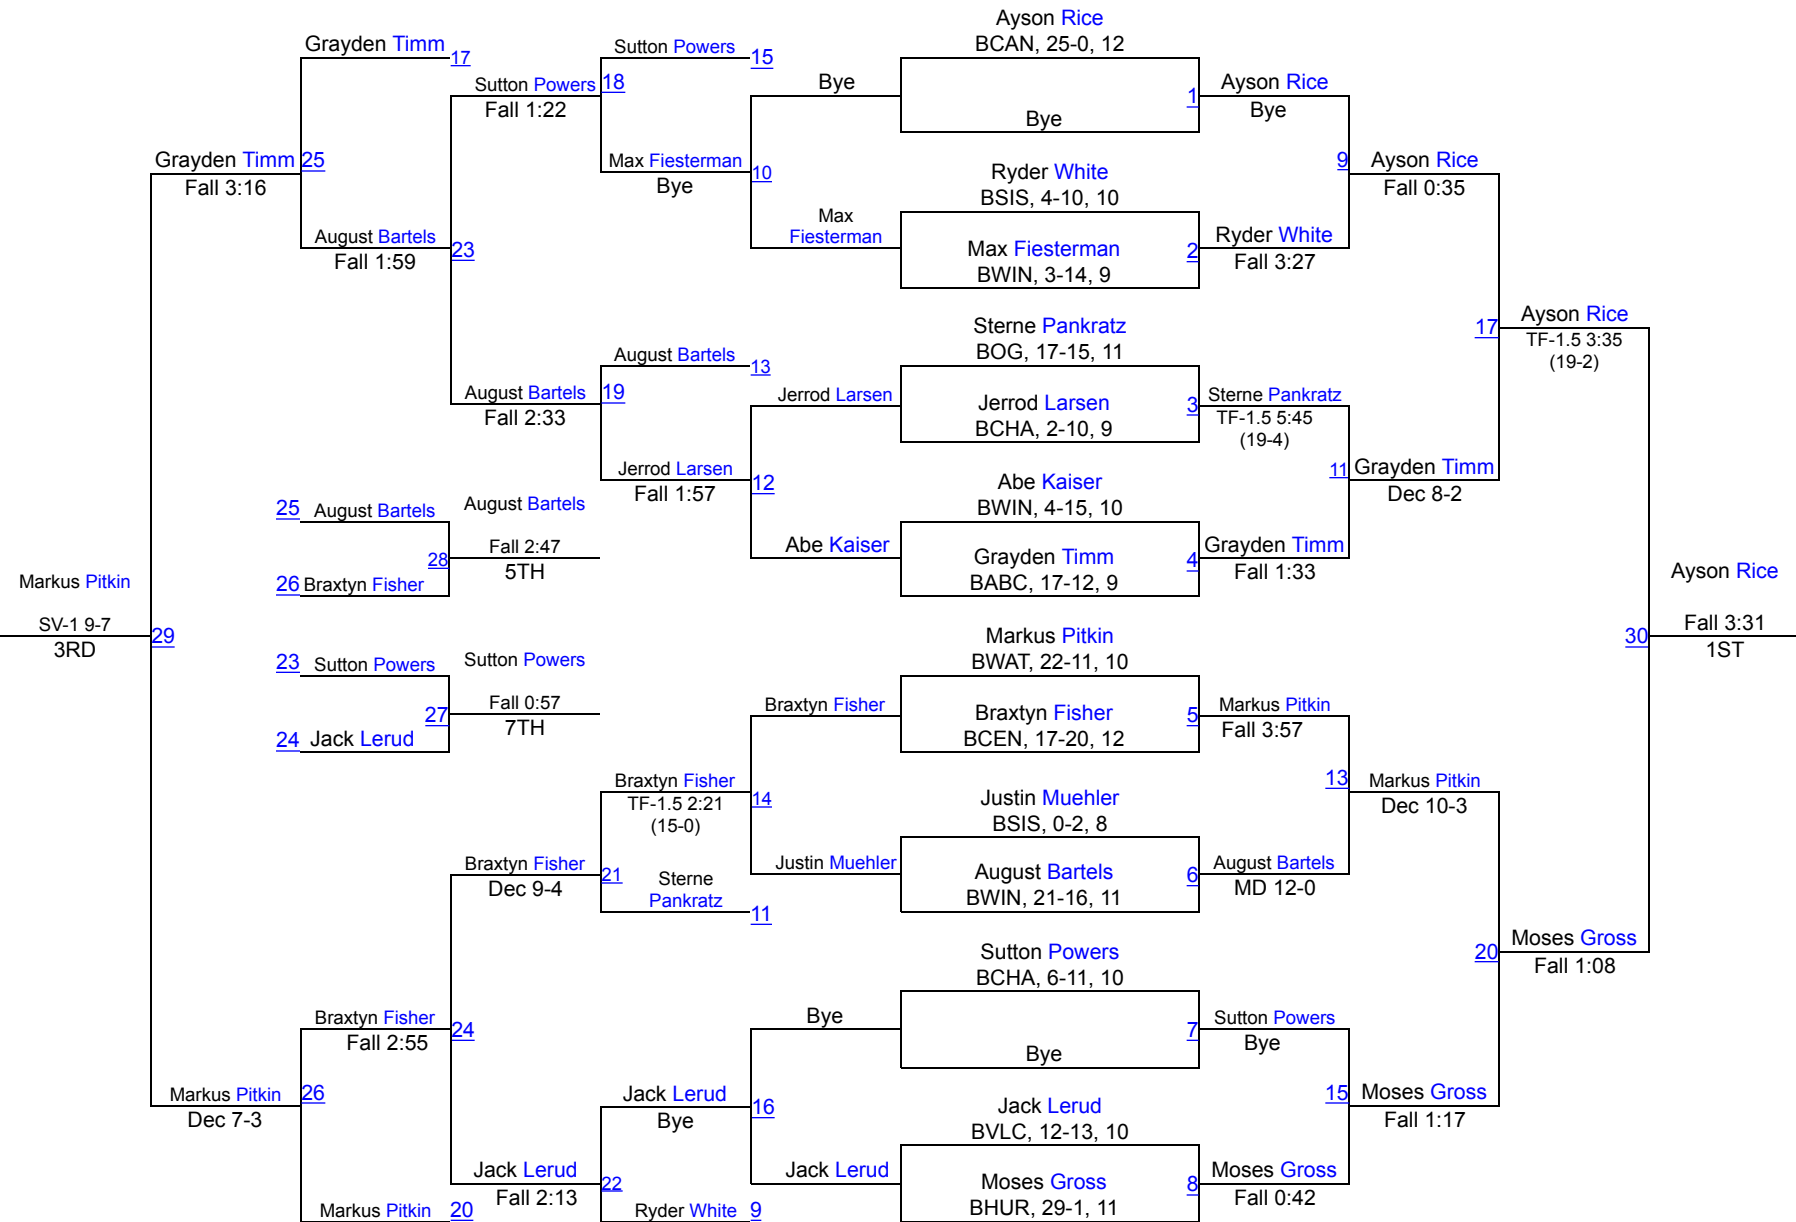 Ayson Rice
BCAN, 25-0, 12
Grayden Timm
17
Sutton Powers
15
Sutton Powers
18
Fall 1:22
Bye
1
Ayson Rice
Bye
Bye
Grayden Timm
25
Fall 3:16
Max Fiesterman
10
Bye
Ryder White
BSIS, 4-10, 10
9
Ayson Rice
Fall 0:35
Max
Fiesterman
August Bartels
23
Fall 1:59
Max Fiesterman
2
BWIN, 3-14, 9
Ryder White
Fall 3:27
Sterne Pankratz
BOG, 17-15, 11
17
Ayson Rice
TF-1.5 3:35
(19-2)
August Bartels
13
August Bartels
19
Fall 2:33
Jerrod Larsen
Jerrod Larsen
3
BCHA, 2-10, 9
Sterne Pankratz
TF-1.5 5:45
(19-4)
Jerrod Larsen
12
Fall 1:57
Abe Kaiser
BWIN, 4-15, 10
11
Grayden Timm
Dec 8-2
25
August Bartels
August Bartels
28
Fall 2:47
5TH
26
Braxtyn Fisher
Abe Kaiser
Grayden Timm
4
BABC, 17-12, 9
Grayden Timm
Fall 1:33
Markus Pitkin
SV-1 9-7
29
3RD
Ayson Rice
30
Fall 3:31
1ST
Markus Pitkin
BWAT, 22-11, 10
23
Sutton Powers
Sutton Powers
27
Fall 0:57
7TH
24
Jack Lerud
Braxtyn Fisher
Braxtyn Fisher
5
BCEN, 17-20, 12
Markus Pitkin
Fall 3:57
Braxtyn Fisher
14
TF-1.5 2:21
(15-0)
Justin Muehler
BSIS, 0-2, 8
13
Markus Pitkin
Dec 10-3
Braxtyn Fisher
21
Dec 9-4
Sterne
Pankratz
11
Justin Muehler
August Bartels
6
BWIN, 21-16, 11
August Bartels
MD 12-0
Sutton Powers
BCHA, 6-11, 10
20
Moses Gross
Fall 1:08
Braxtyn Fisher
24
Fall 2:55
Bye
7
Bye
Sutton Powers
Bye
Markus Pitkin
26
Dec 7-3
Jack Lerud
16
Bye
Jack Lerud
BVLC, 12-13, 10
15
Moses Gross
Fall 1:17
Jack Lerud
22
Fall 2:13
Jack Lerud
Moses Gross
8
BHUR, 29-1, 11
Moses Gross
Fall 0:42
Markus Pitkin
20
Ryder White
9